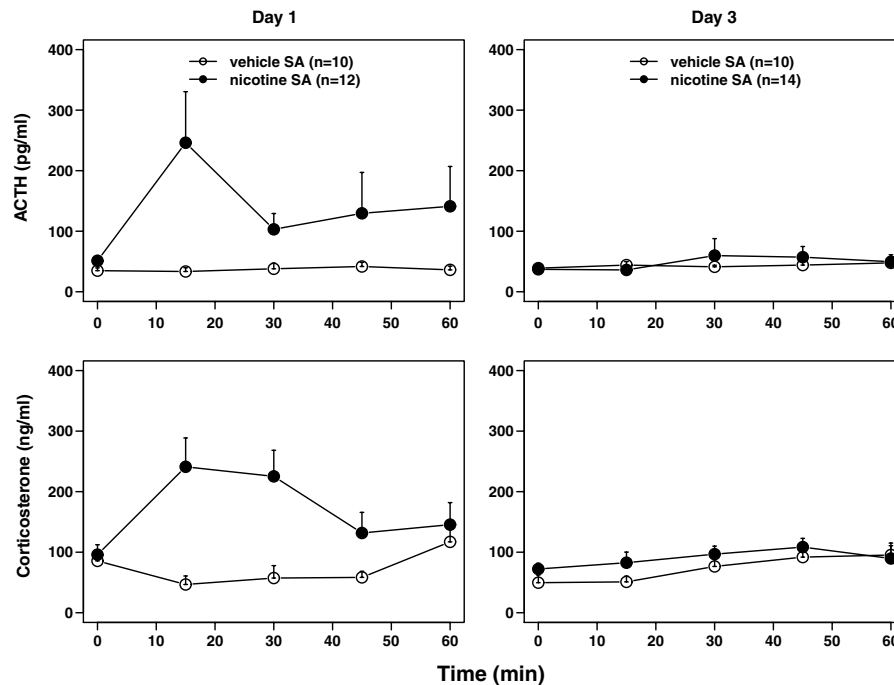 Day 1
Day 3
400
300
200
100
0
ACTH (pg/ml)
vehicle SA (n=10)
nicotine SA (n=12)
0 10 20 30 40 50 60
400
300
200
100
0
vehicle SA (n=10)
nicotine SA (n=14)
0 10 20 30 40 50 60
400
300
200
100
0
Corticosterone (ng/ml)
0 10 20 30 40 50 60
400
300
200
100
0
0 10 20 30 40 50 60
Time (min)